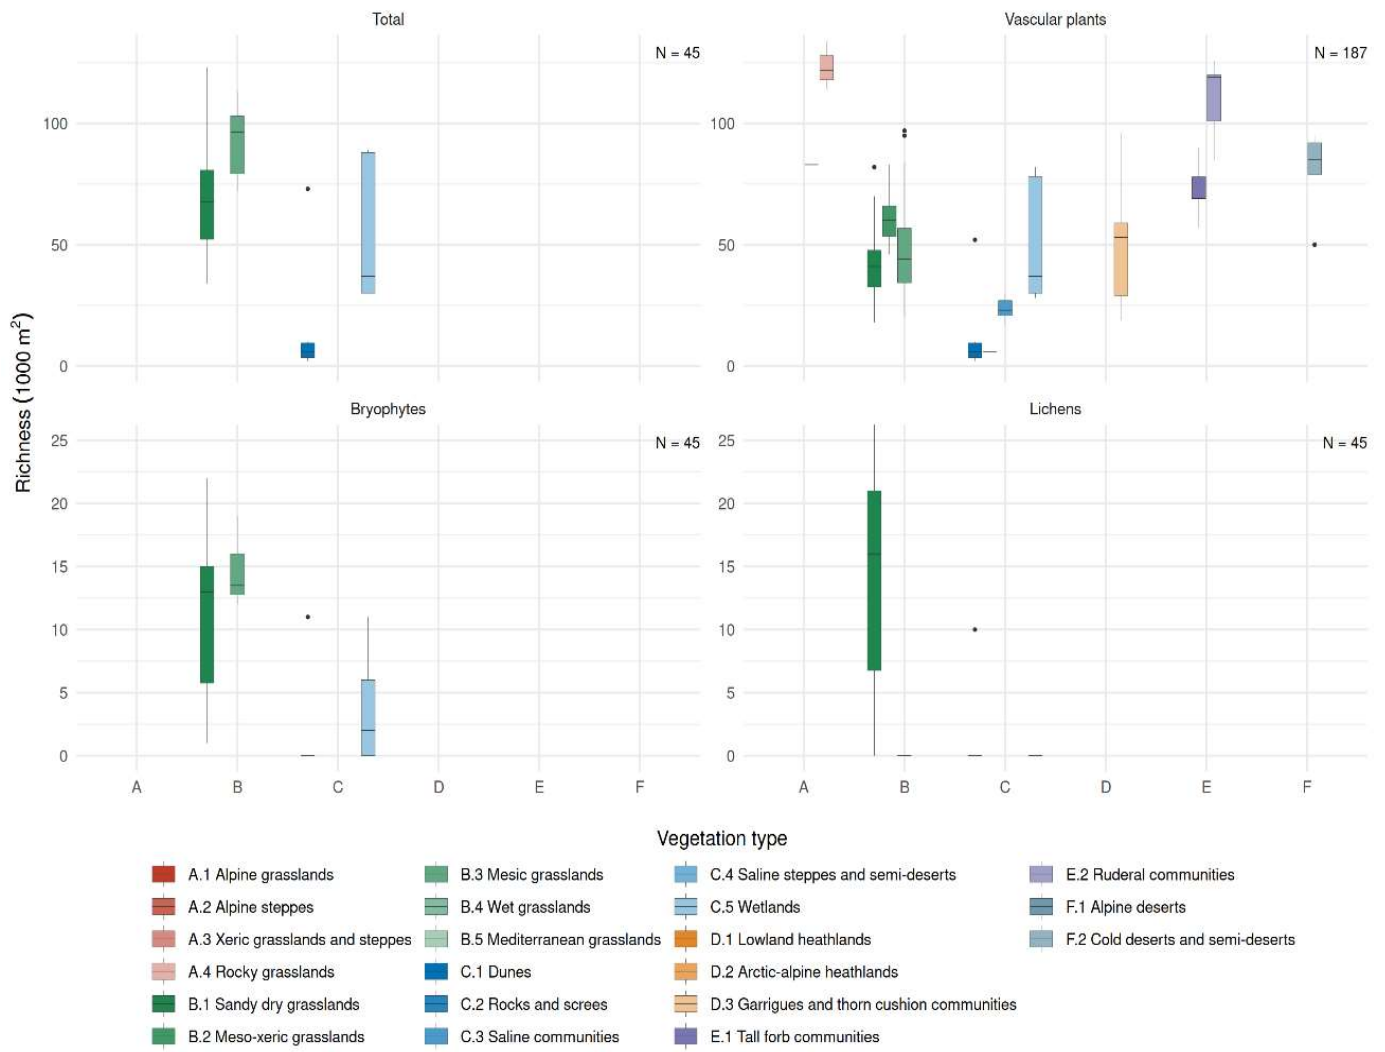 Total
Vascular plants
N = 45
N = 187
100
50
0
100
50
0
Richness (1000 m²)
Bryophytes
Lichens
N = 45
N = 45
25
20
15
10
5
0
25
20
15
10
5
0
A B C D E F
A B C D E F
Vegetation type
A.1 Alpine grasslands
A.2 Alpine steppes
A.3 Xeric grasslands and steppes
A.4 Rocky grasslands
B.1 Sandy dry grasslands
B.2 Meso-xeric grasslands
B.3 Mesic grasslands
B.4 Wet grasslands
B.5 Mediterranean grasslands
C.1 Dunes
C.2 Rocks and screes
C.3 Saline communities
C.4 Saline steppes and semi-deserts
C.5 Wetlands
D.1 Lowland heathlands
D.2 Arctic-alpine heathlands
D.3 Garrigues and thorn cushion communities
E.1 Tall forb communities
E.2 Ruderal communities
F.1 Alpine deserts
F.2 Cold deserts and semi-deserts